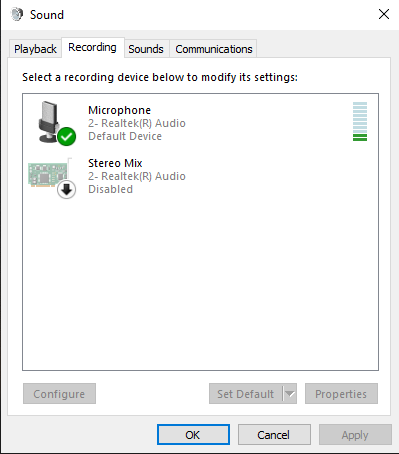 Sound
Playback Recording Sounds Communications
Select a recording device below to modify its settings:
Microphone
2- Realtek(R) Audio
Default Device
Stereo Mix
2- Realtek(R) Audio
Disabled
Configure Set Default Properties
OK Cancel Apply